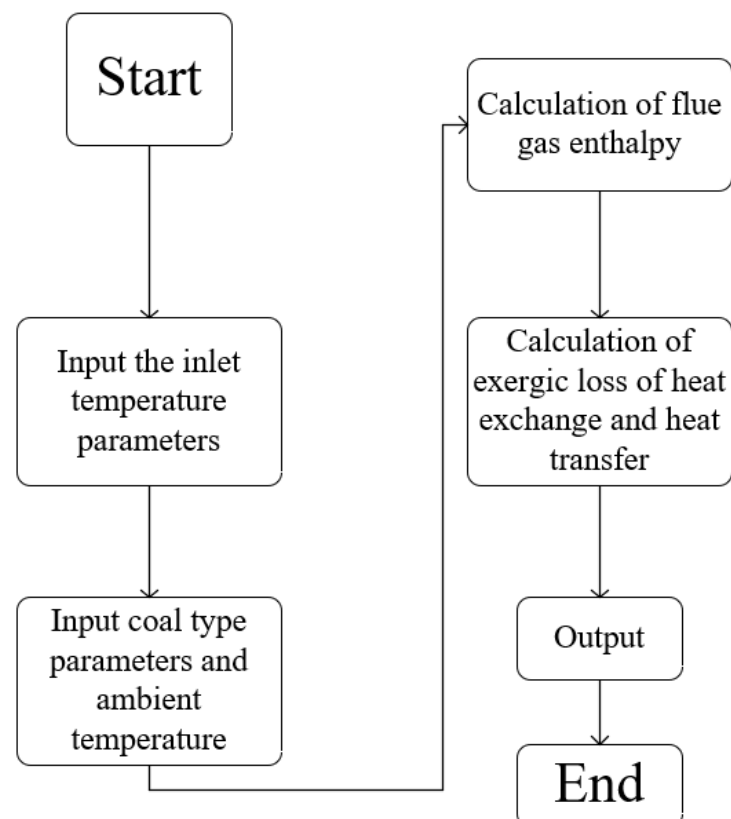 Start
Input the inlet
temperature
parameters
Input coal type
parameters and
ambient
temperature
Calculation of flue
gas enthalpy
Calculation of
exergic loss of heat
exchange and heat
transfer
Output
End